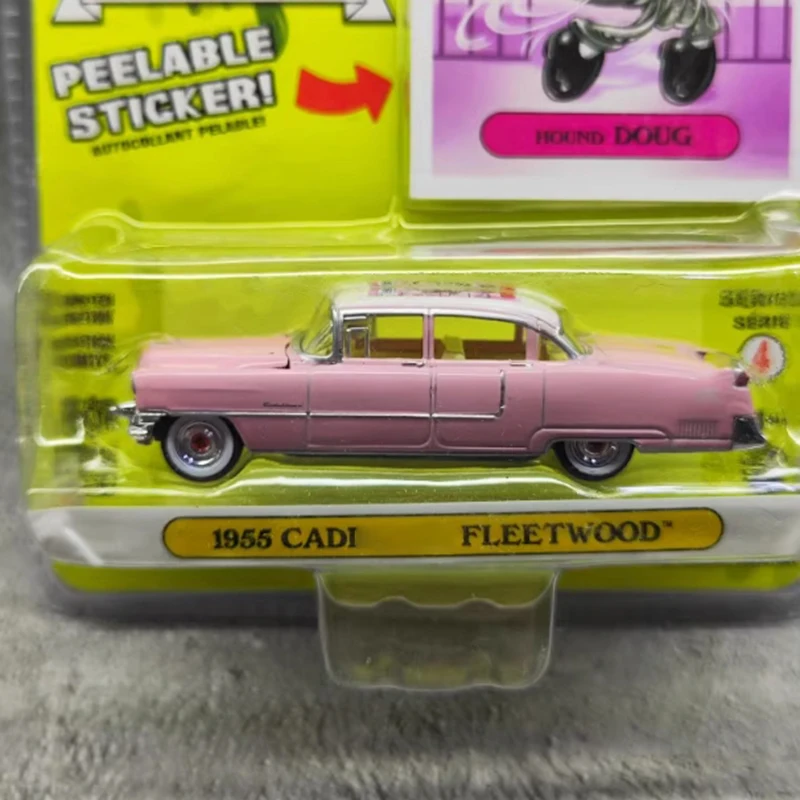 PEELABLE
STICKER!
AUTOCOLLANT PELABLE!
HOUND DOUG
SERIES
SÉRIE
4
1955 CADI FLEETWOOD™